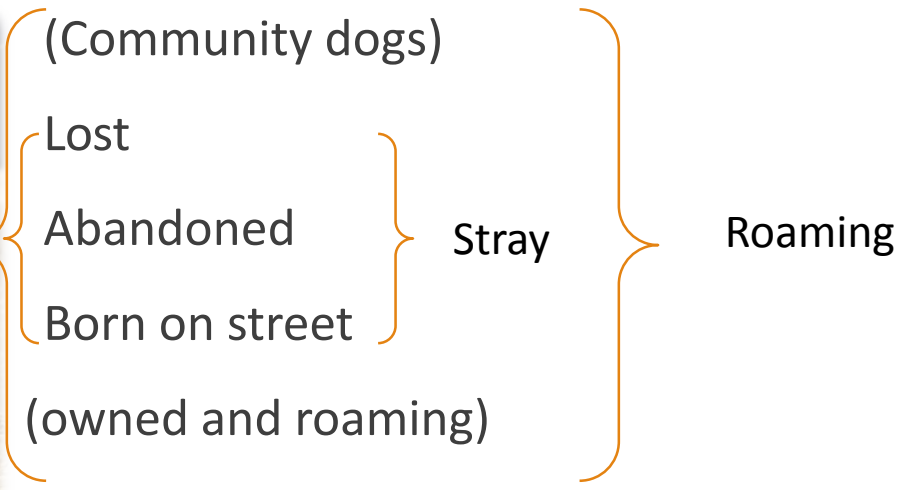 (Community dogs)
Lost
Abandoned
Born on street
(owned and roaming)
Stray
Roaming